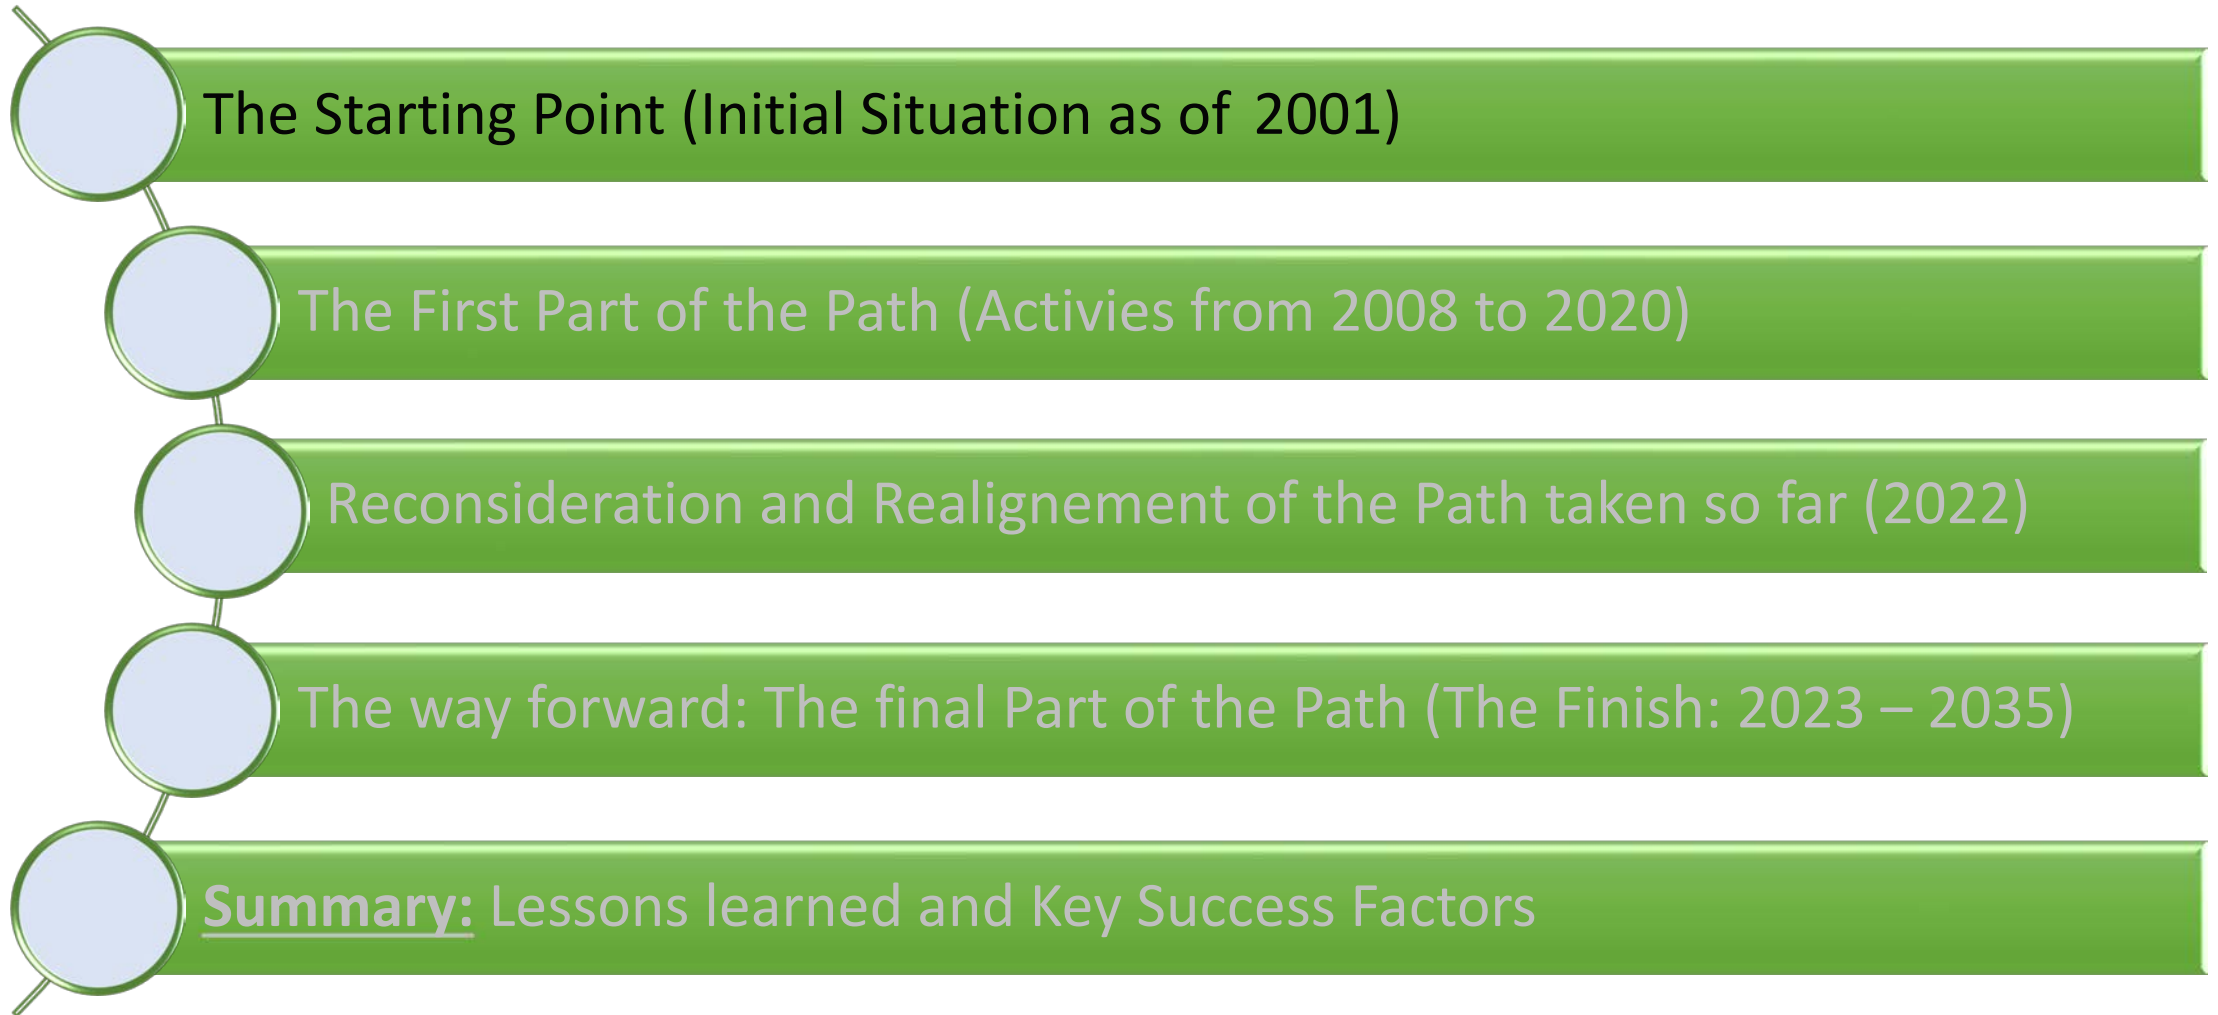 The Starting Point (Initial Situation as of 2001)
The First Part of the Path (Activies from 2008 to 2020)
Reconsideration and Realignement of the Path taken so far (2022)
The way forward: The final Part of the Path (The Finish: 2023 – 2035)
Summary: Lessons learned and Key Success Factors